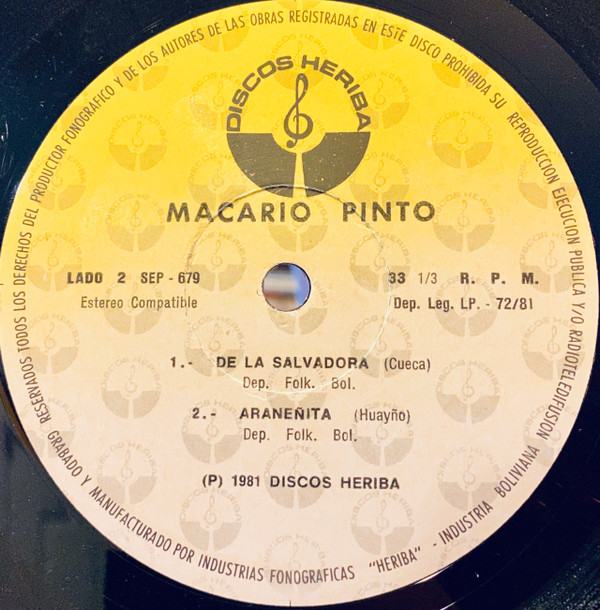 RESERVADOS TODOS LOS DERECHOS DEL PRODUCTOR FONOGRAFICO Y DE LOS AUTORES DE LAS OBRAS REGISTRADAS EN ESTE DISCO PROHIBIDA SU REPRODUCCION EJECUCION PUBLICA Y/O RADIOTELEDIFUSION
DISCOS HERIBA
MACARIO PINTO
LADO 2 SEP - 679
Estereo Compatible
33 1/3 R. P. M.
Dep. Leg. LP. - 72/81
1.- DE LA SALVADORA (Cueca)
Dep. Folk. Bol.
2.- ARANEÑITA (Huayño)
Dep. Folk. Bol.
(P) 1981 DISCOS HERIBA
GRABADO Y MANUFACTURADO POR INDUSTRIAS FONOGRAFICAS "HERIBA" - INDUSTRIA BOLIVIANA